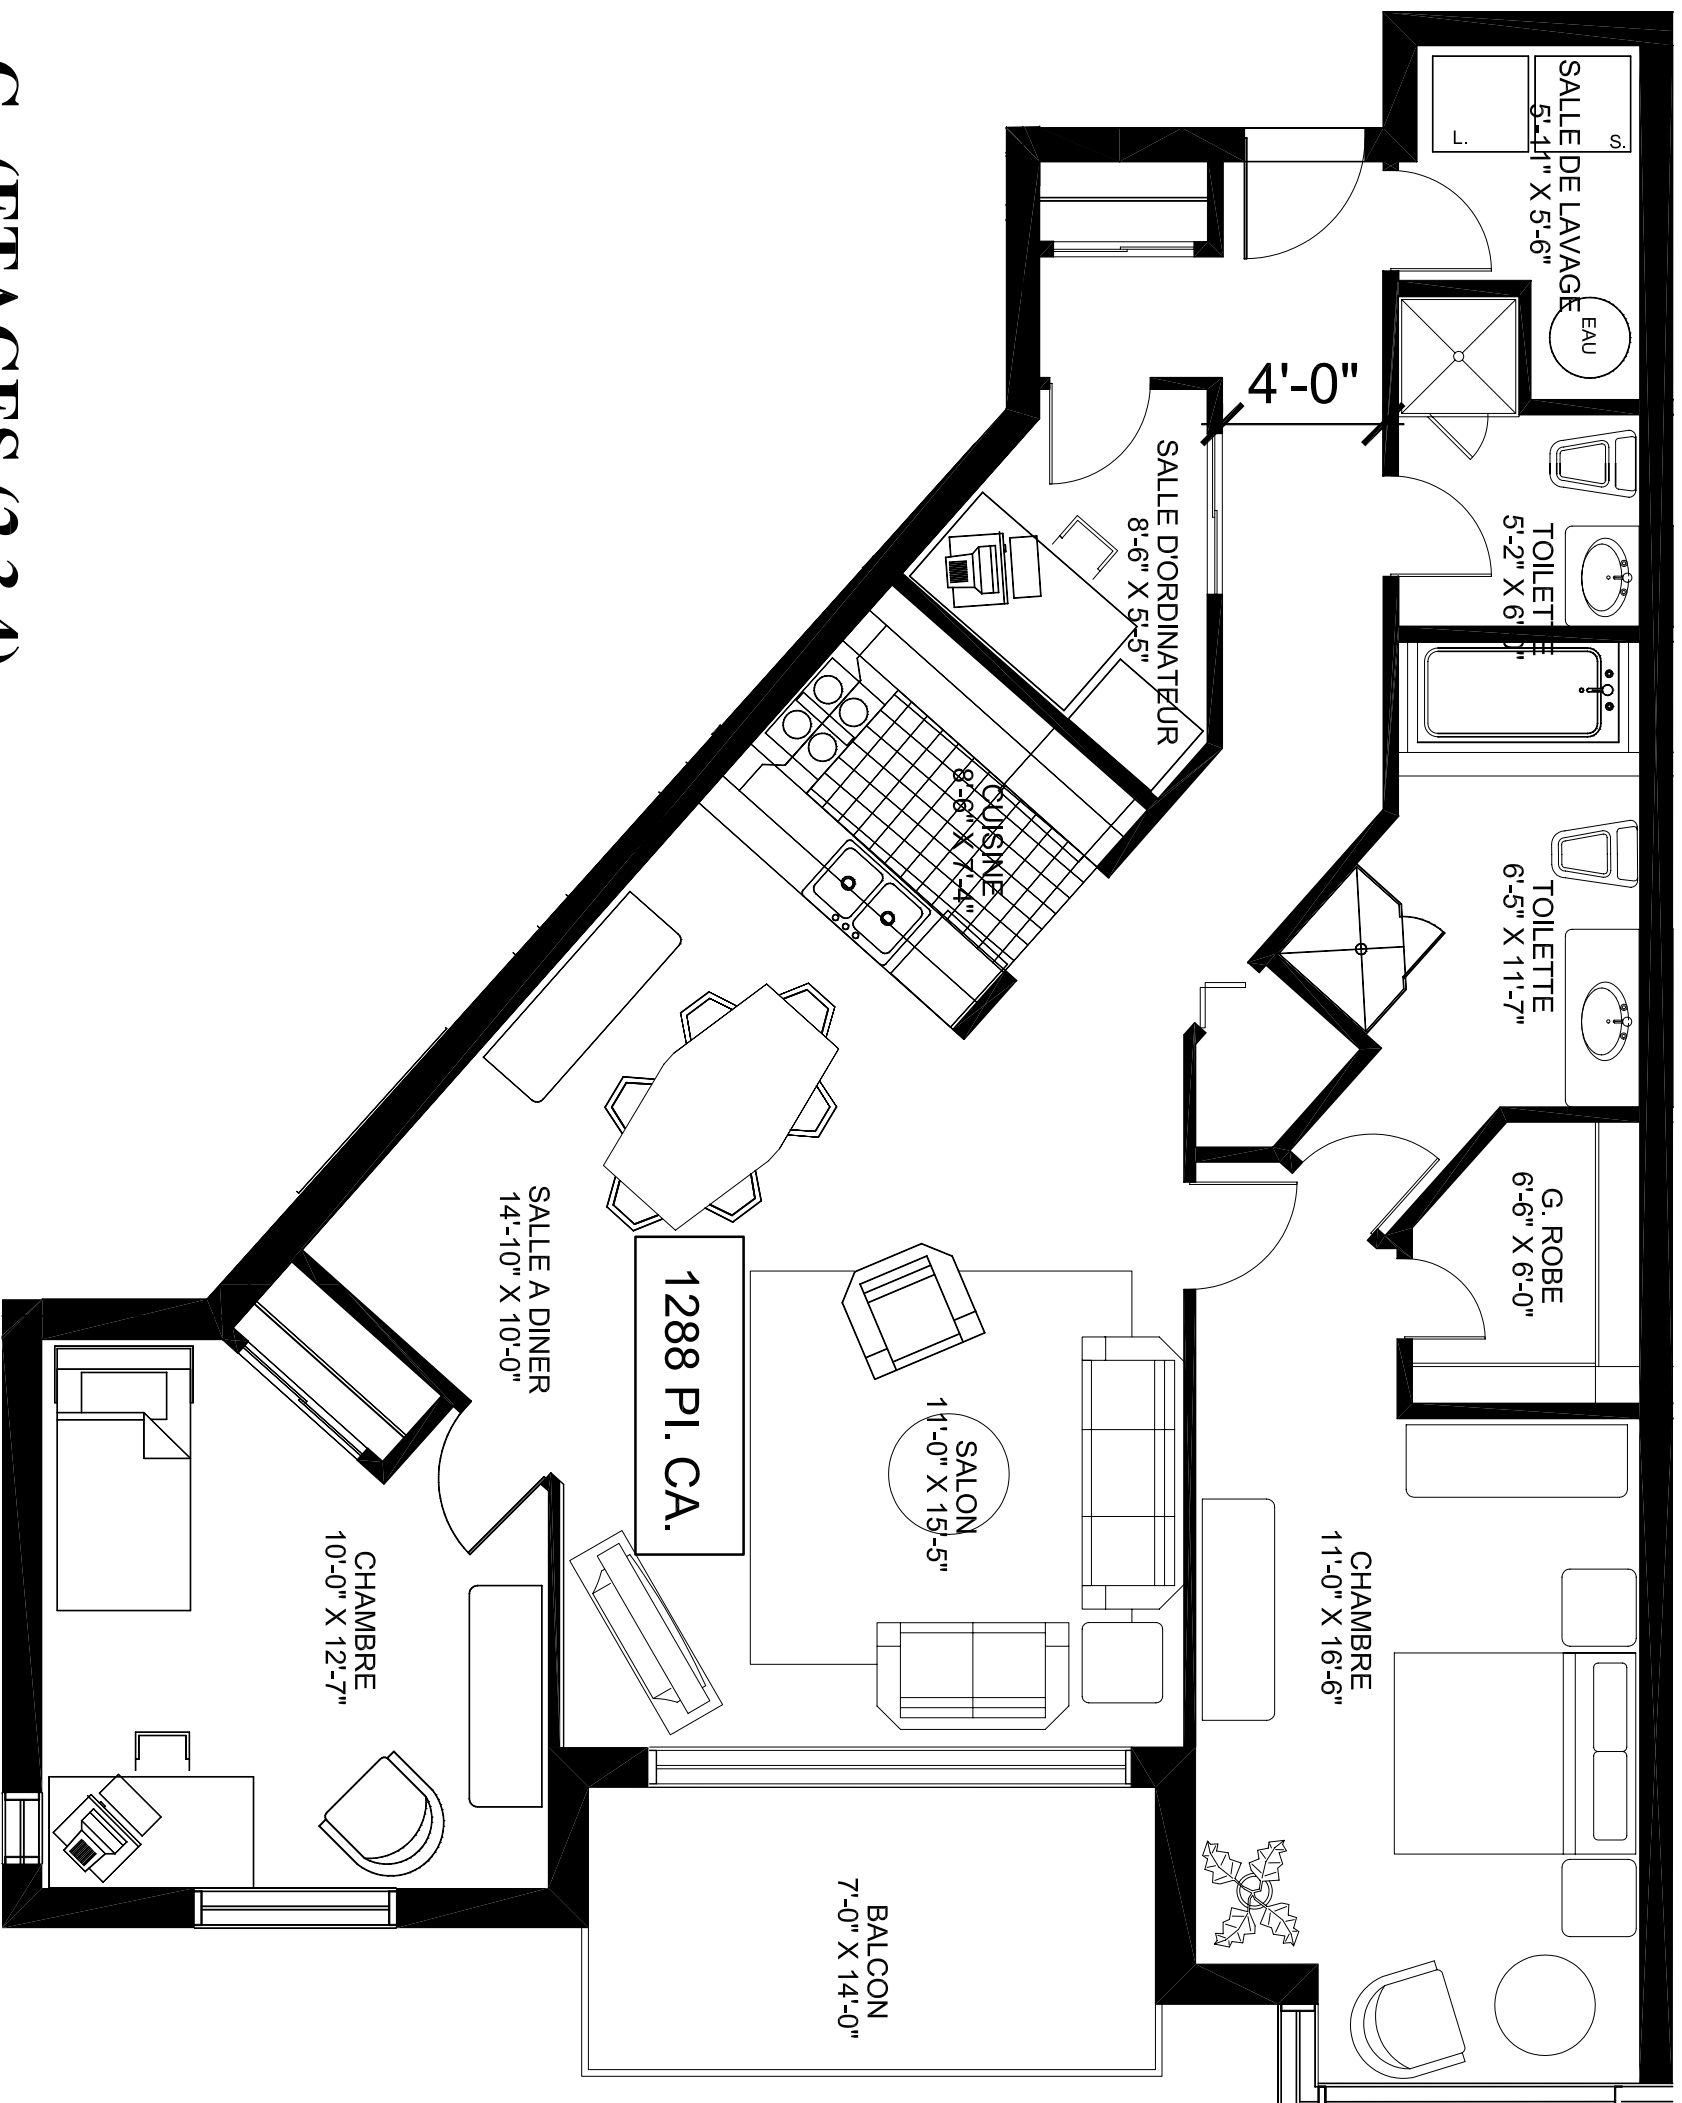 SALLE DE LAVAGE
5'-11" X 5'-6"
L.
S.
EAU
4'-0"
TOILETTE
5'-2" X 6'-0"
SALLE D'ORDINATEUR
8'-6" X 5'-5"
CUISINE
8'-6" X 7'-4"
TOILETTE
6'-5" X 11'-7"
G. ROBE
6'-6" X 6'-0"
SALLE A DINER
14'-10" X 10'-0"
1288 PI. CA.
SALON
11'-0" X 15'-5"
CHAMBRE
11'-0" X 16'-6"
CHAMBRE
10'-0" X 12'-7"
BALCON
7'-0" X 14'-0"